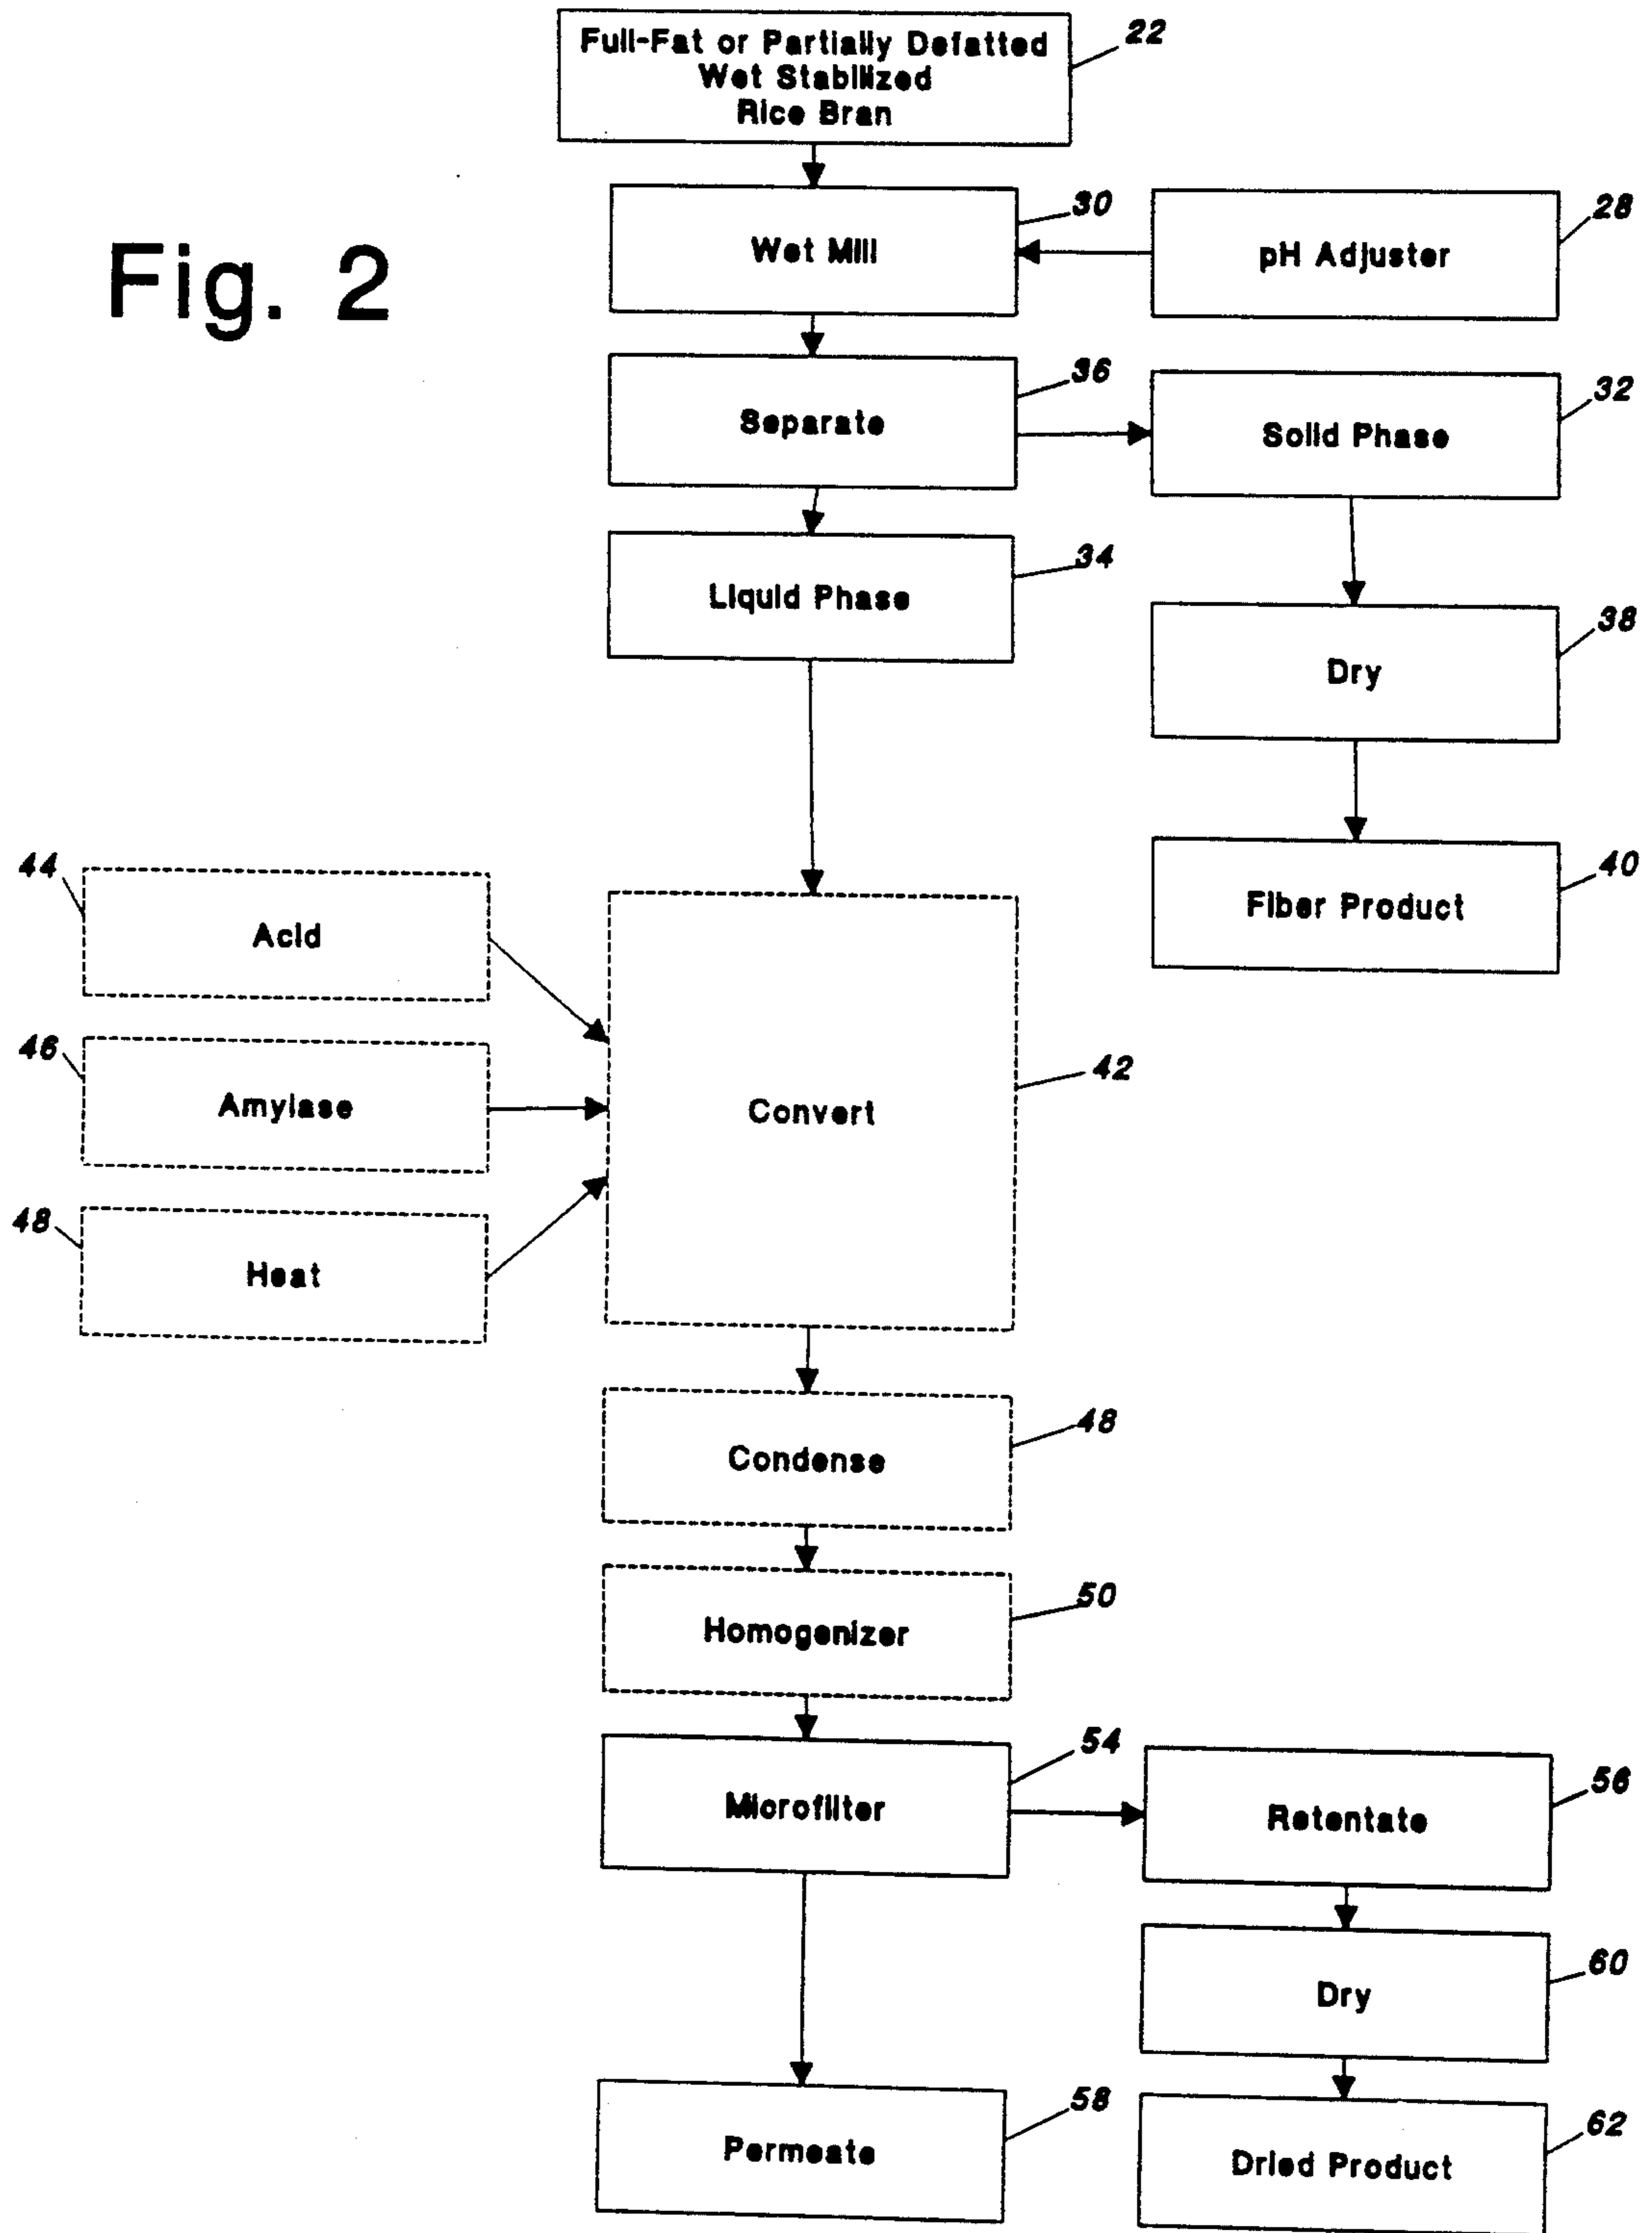 Full-Fat or Partially Defatted
Wet Stabilized
Rice Bran
22
Fig. 2
Wet Mill
30
pH Adjuster
28
Separate
36
Solid Phase
32
Liquid Phase
34
Dry
38
Fiber Product
40
44
Acid
46
Amylase
48
Heat
Convert
42
Condense
48
Homogenizer
50
Microfilter
54
Retentate
56
Dry
60
Permeate
58
Dried Product
62